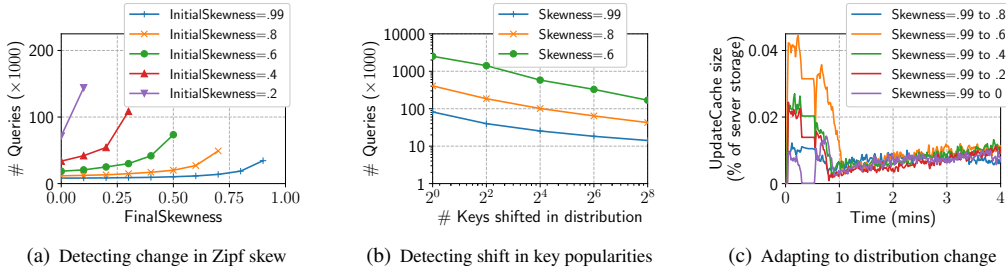 # Queries (×1000)
200
100
0
InitialSkewness=.99
InitialSkewness=.8
InitialSkewness=.6
InitialSkewness=.4
InitialSkewness=.2
0.00 0.25 0.50 0.75 1.00
FinalSkewness
(a) Detecting change in Zipf skew
# Queries (×1000)
10000
1000
100
10
1
Skewness=.99
Skewness=.8
Skewness=.6
2^0 2^2 2^4 2^6 2^8
# Keys shifted in distribution
(b) Detecting shift in key popularities
UpdateCache size
(% of server storage)
0.04
0.02
0
Skewness=.99 to .8
Skewness=.99 to .6
Skewness=.99 to .4
Skewness=.99 to .2
Skewness=.99 to 0
0 1 2 3 4
Time (mins)
(c) Adapting to distribution change